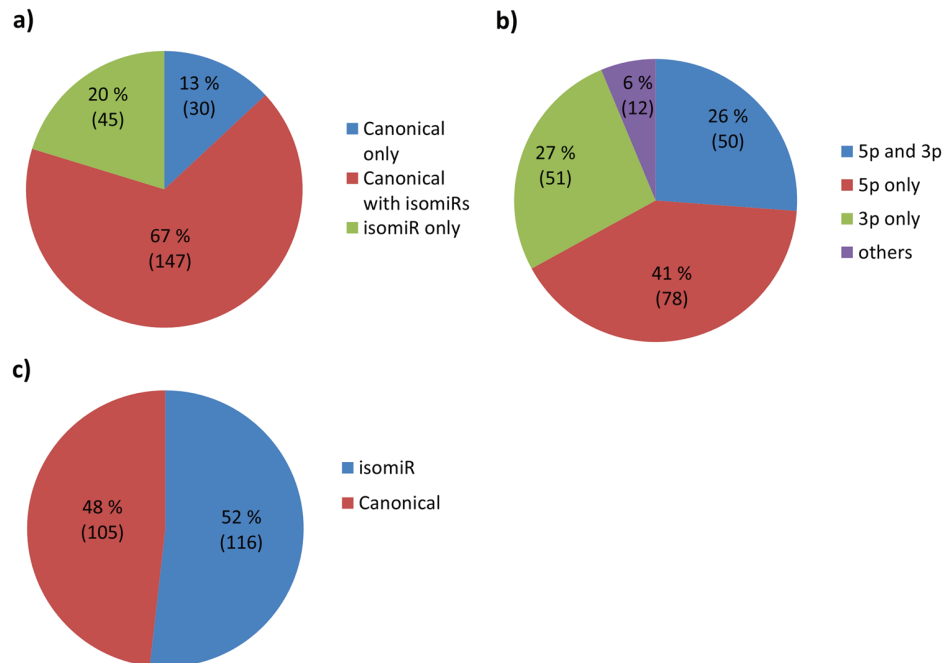 a)
13 %
(30)
20 %
(45)
67 %
(147)
Canonical
only
Canonical
with isomiRs
isomiR only
b)
6 %
(12)
26 %
(50)
27 %
(51)
41 %
(78)
5p and 3p
5p only
3p only
others
c)
48 %
(105)
52 %
(116)
isomiR
Canonical